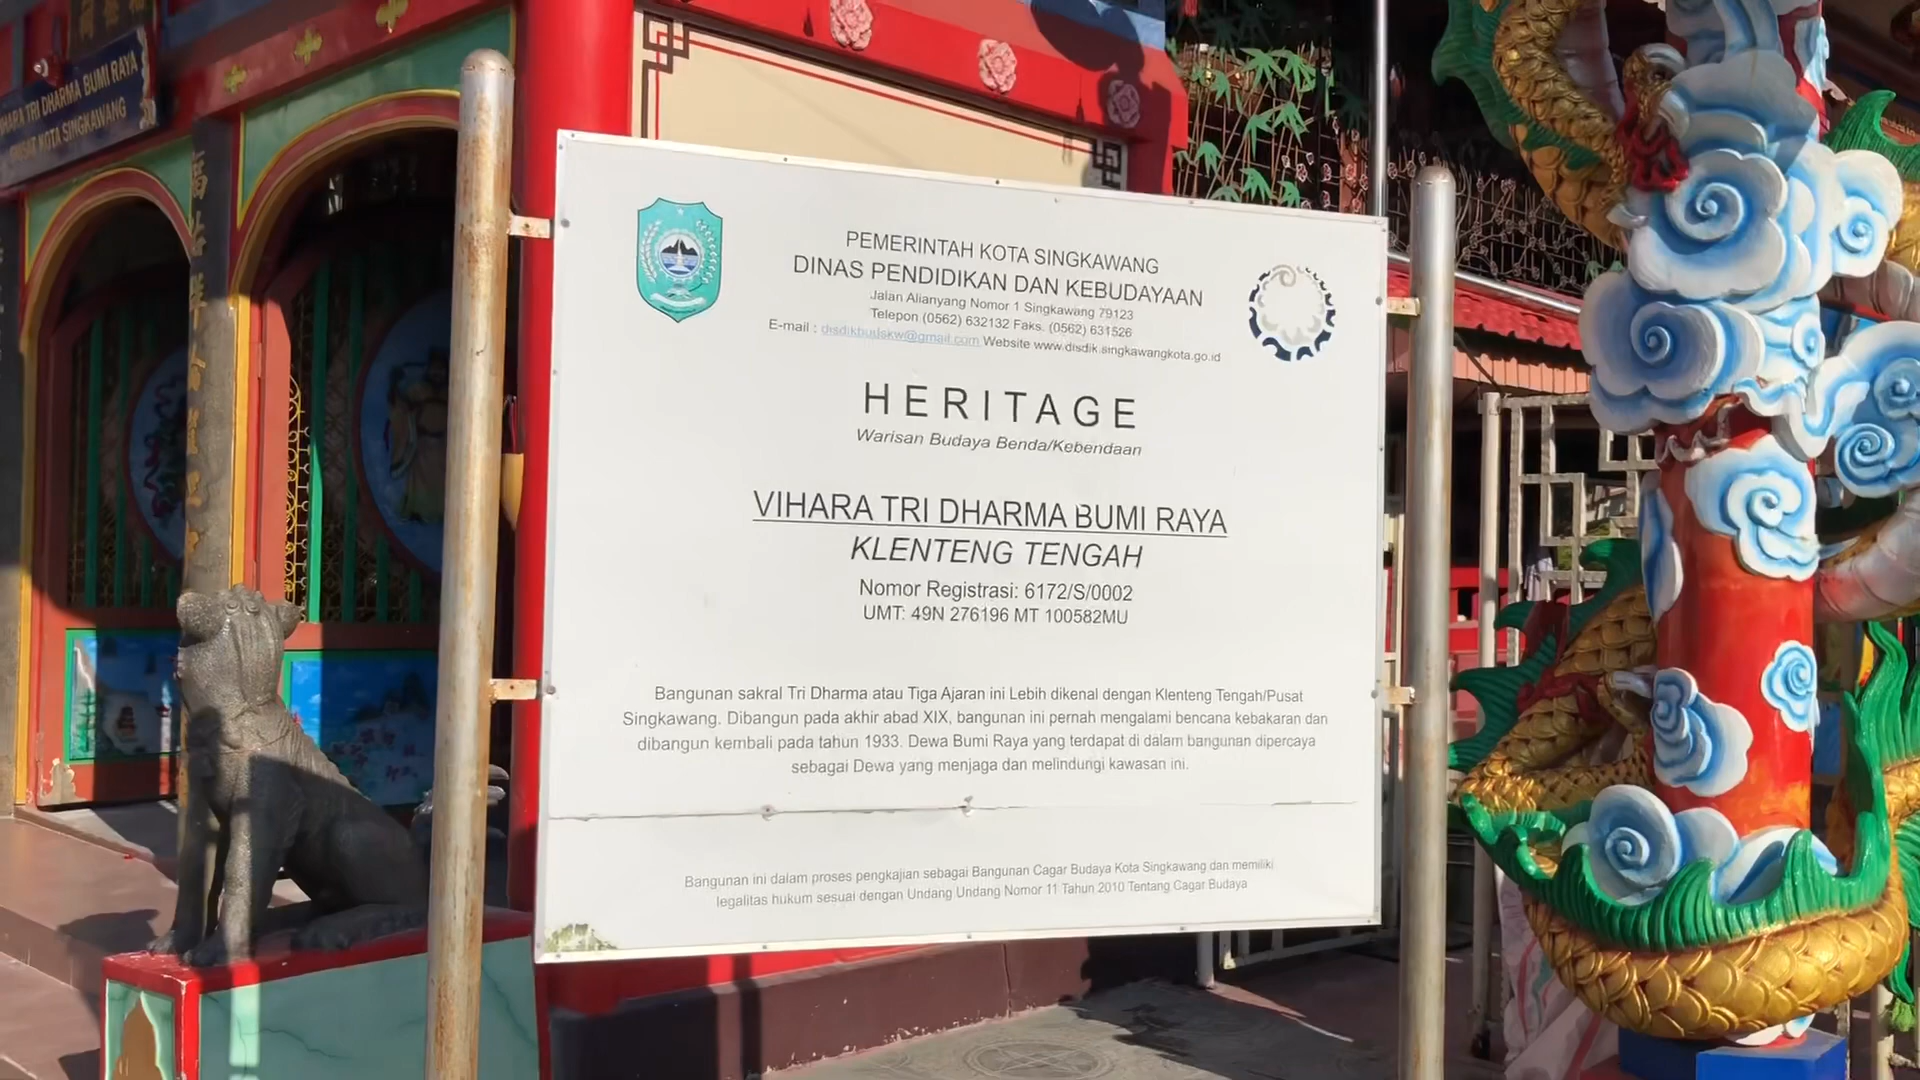 VIHARA TRI DHARMA BUMI RAYA
PUSAT KOTA SINGKAWANG
PEMERINTAH KOTA SINGKAWANG
DINAS PENDIDIKAN DAN KEBUDAYAAN
Jalan Alianyang Nomor 1 Singkawang 79123
Telepon (0562) 632132 Faks. (0562) 631526
E-mail : disdikbudskw@gmail.com Website www.disdik.singkawangkota.go.id
HERITAGE
Warisan Budaya Benda/Kebendaan
VIHARA TRI DHARMA BUMI RAYA
KLENTENG TENGAH
Nomor Registrasi: 6172/S/0002
UMT: 49N 276196 MT 100582MU
Bangunan sakral Tri Dharma atau Tiga Ajaran ini Lebih dikenal dengan Klenteng Tengah/Pusat
Singkawang. Dibangun pada akhir abad XIX, bangunan ini pernah mengalami bencana kebakaran dan
dibangun kembali pada tahun 1933. Dewa Bumi Raya yang terdapat di dalam bangunan dipercaya
sebagai Dewa yang menjaga dan melindungi kawasan ini.
Bangunan ini dalam proses pengkajian sebagai Bangunan Cagar Budaya Kota Singkawang dan memiliki
legalitas hukum sesuai dengan Undang Undang Nomor 11 Tahun 2010 Tentang Cagar Budaya